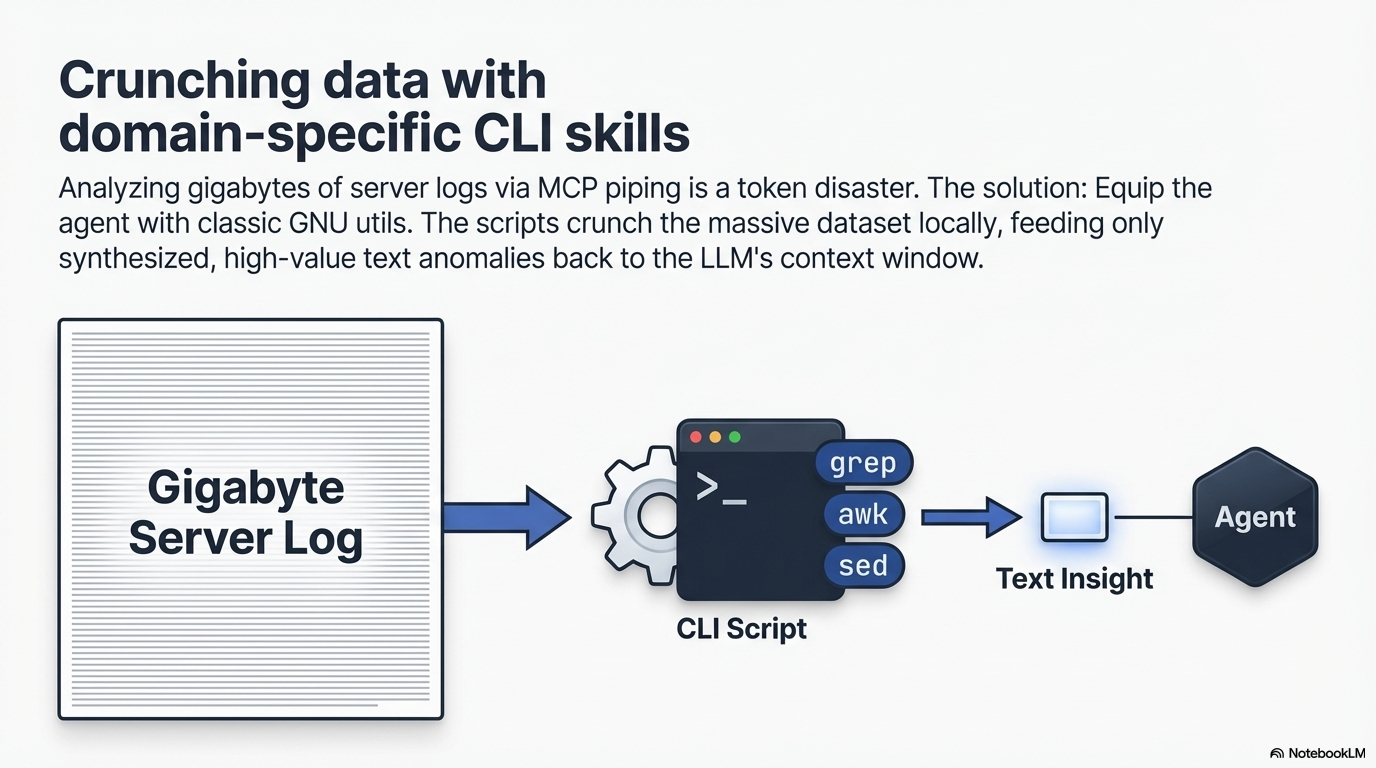 Crunching data with
domain-specific CLI skills
Analyzing gigabytes of server logs via MCP piping is a token disaster. The solution: Equip the
agent with classic GNU utils. The scripts crunch the massive dataset locally, feeding only
synthesized, high-value text anomalies back to the LLM's context window.
Gigabyte
Server Log
>_
grep
awk
sed
CLI Script
Text Insight
Agent
NotebookLM